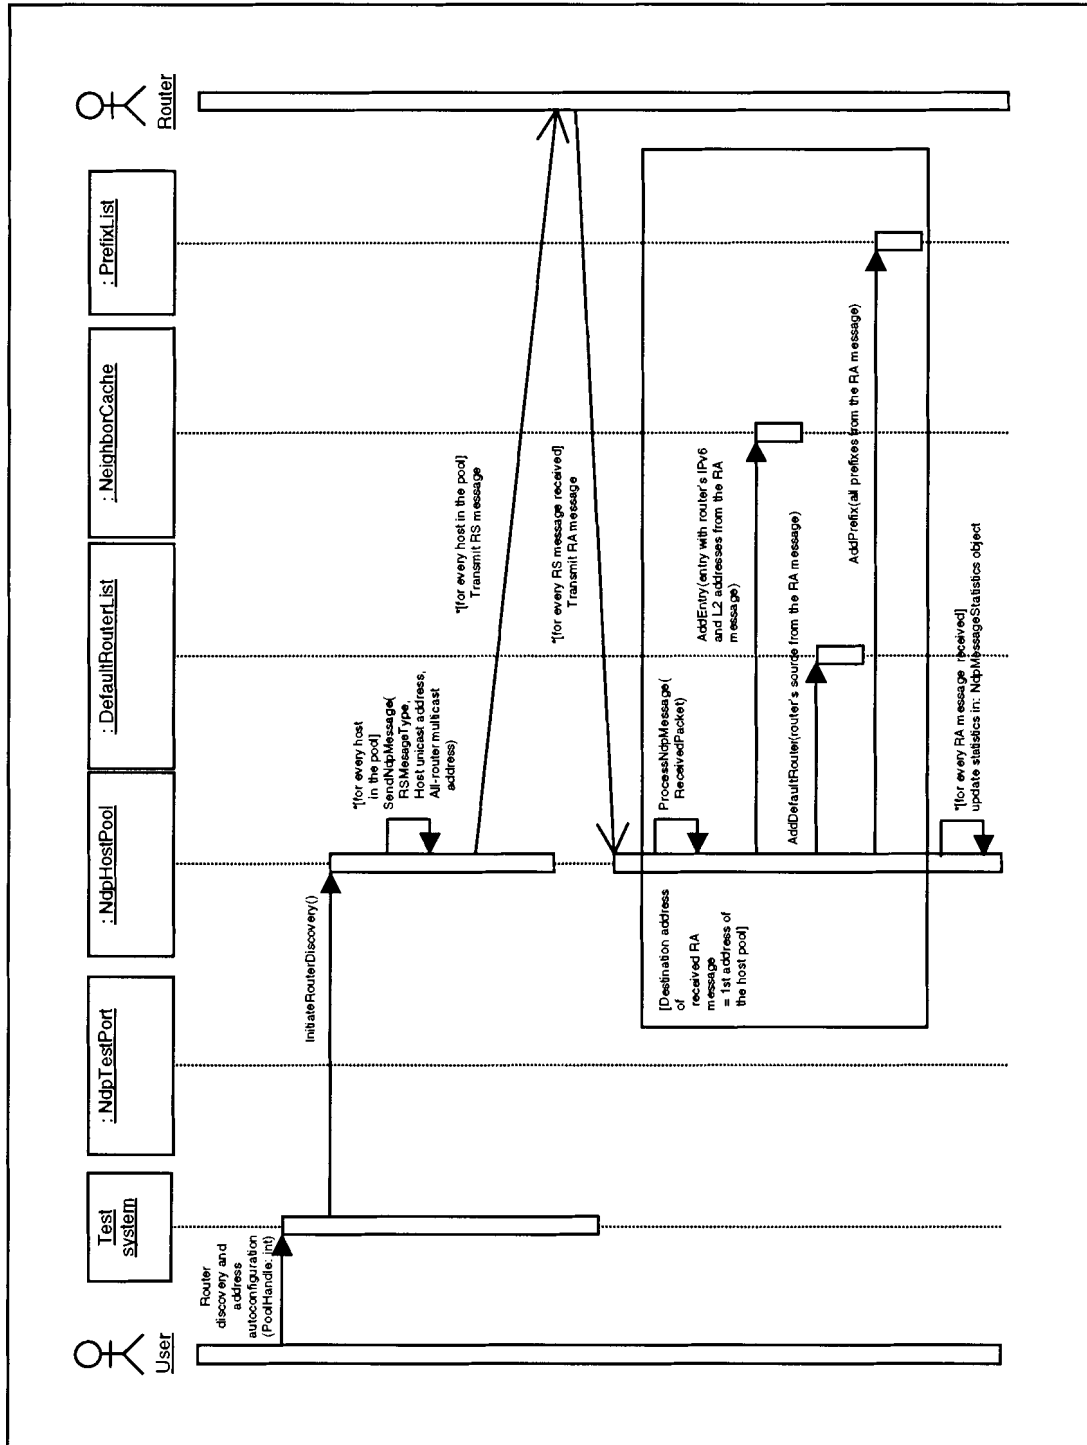 User
Test
system
: NdpTestPort
: NdpHostPool
: DefaultRouterList
: NeighborCache
: PrefixList
Router
Router
discovery and
address
autoconfiguration
(PoolHandle: int)
InitiateRouterDiscovery()
*[for every host
in the pool]
SendNdpMessage(
RSMesageType,
Host unicast address,
All-router multicast
address)
*[for every host in the pool]
Transmit RS message
*[for every RS message received]
Transmit RA message
[Destination address
of received RA
message
= 1st address of
the host pool]
ProcessNdpMessage(
ReceivedPacket)
AddEntry(entry with router's IPv6
and L2 addresses from the RA
message)
AddDefaultRouter(router's source from the RA message)
AddPrefix(all prefixes from the RA message)
*[for every RA message received]
update statistics in: NdpMessageStatistics object